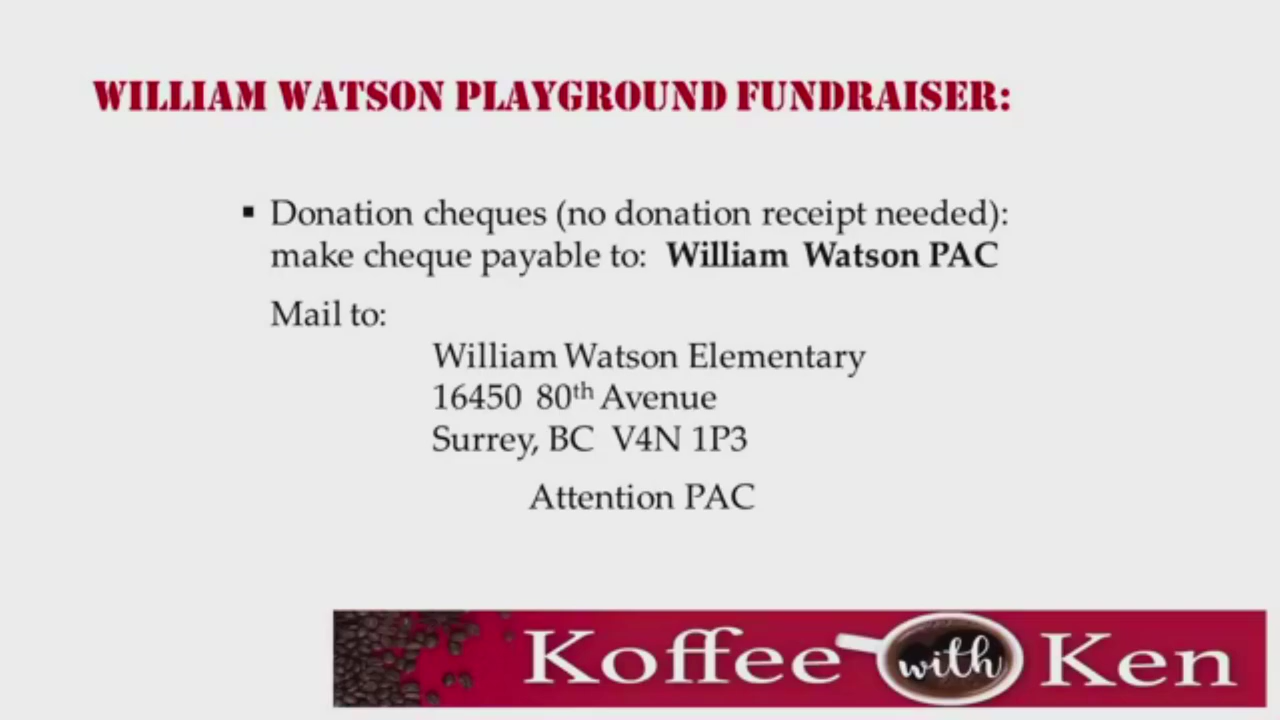 WILLIAM WATSON PLAYGROUND FUNDRAISER:
▪ Donation cheques (no donation receipt needed):
make cheque payable to: William Watson PAC
Mail to:
William Watson Elementary
16450 80th Avenue
Surrey, BC V4N 1P3
Attention PAC
Koffee with Ken